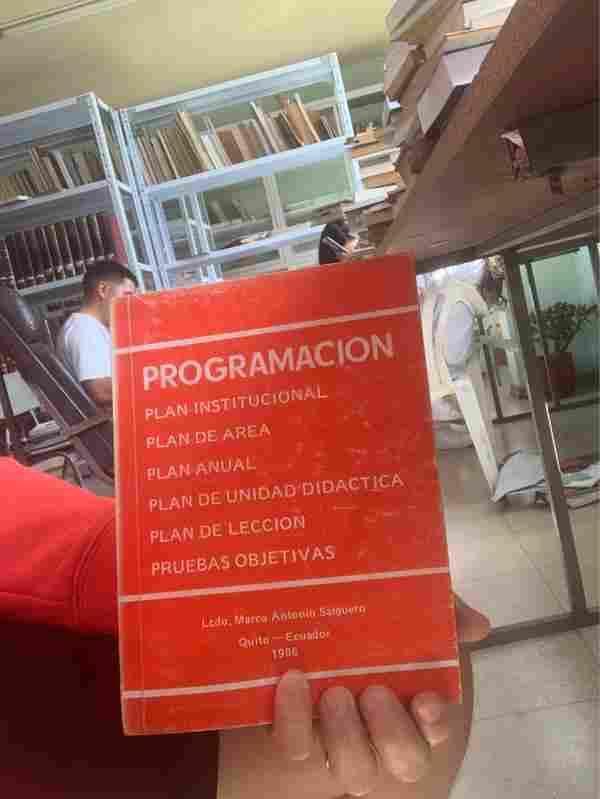 PROGRAMACION
PLAN INSTITUCIONAL
PLAN DE AREA
PLAN ANUAL
PLAN DE UNIDAD DIDACTICA
PLAN DE LECCION
PRUEBAS OBJETIVAS
Lcdo. Marco Antonio Salguero
Quito — Ecuador
1986